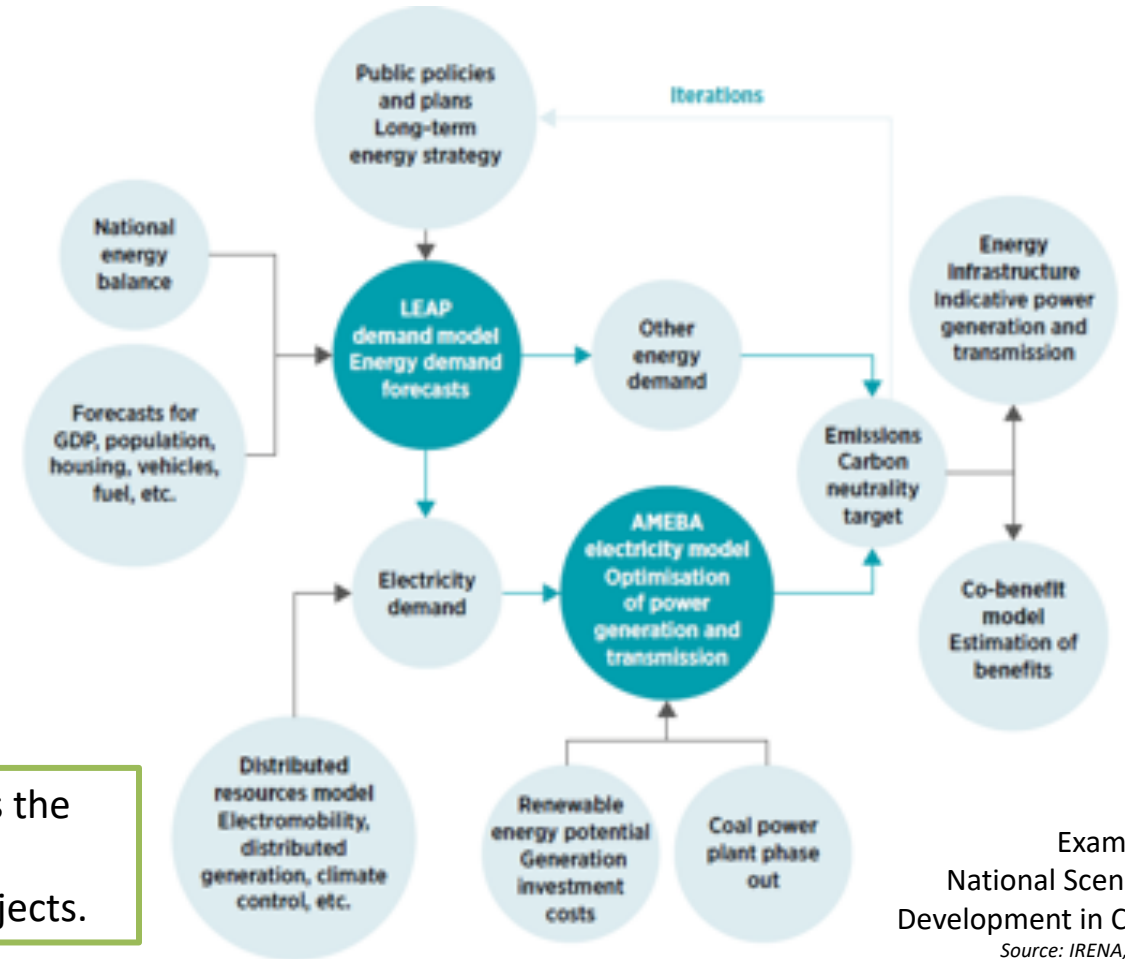 Public policies
and plans
Long-term
energy strategy
Iterations
National
energy
balance
LEAP
demand model
Energy demand
forecasts
Other
energy
demand
Energy
Infrastructure
Indicative power
generation and
transmission
Forecasts for
GDP, population,
housing, vehicles,
fuel, etc.
Emissions
Carbon
neutrality
target
Electricity
demand
AMEBA
electricity model
Optimisation
of power
generation and
transmission
Co-benefit
model
Estimation of
benefits
Distributed
resources model
Electromobility,
distributed
generation, climate
control, etc.
Renewable
energy potential
Generation
investment
costs
Coal power
plant phase
out
the
National
Development in
Source: IRENA,